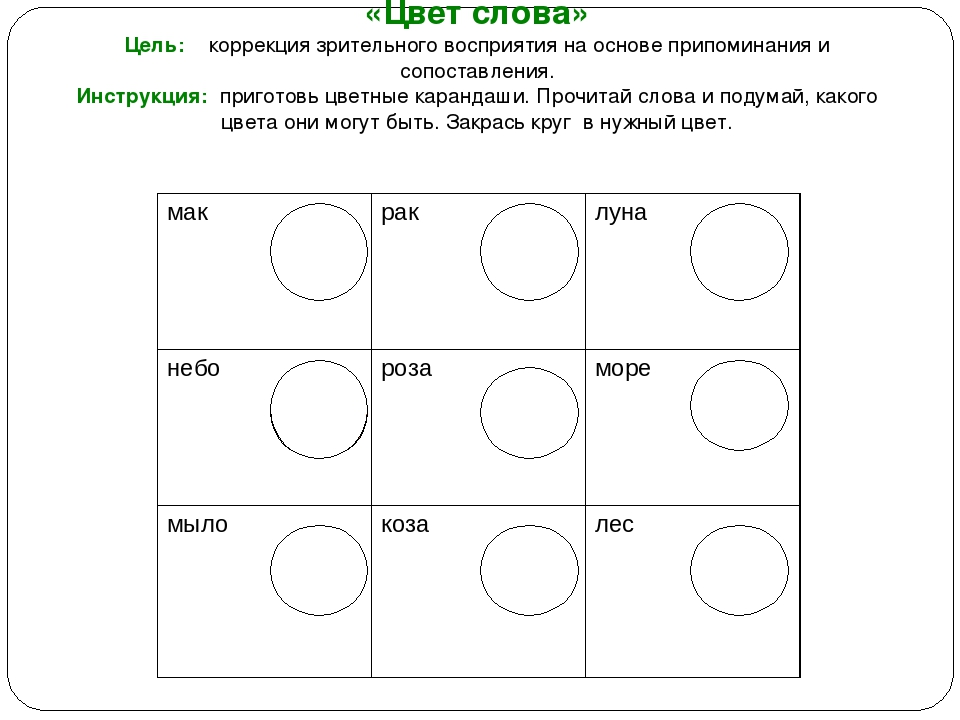 «Цвет слова»
Цель: коррекция зрительного восприятия на основе припоминания и
сопоставления.
Инструкция: приготовь цветные карандаши. Прочитай слова и подумай, какого
цвета они могут быть. Закрась круг в нужный цвет.
мак рак луна
небо роза море
мыло коза лес